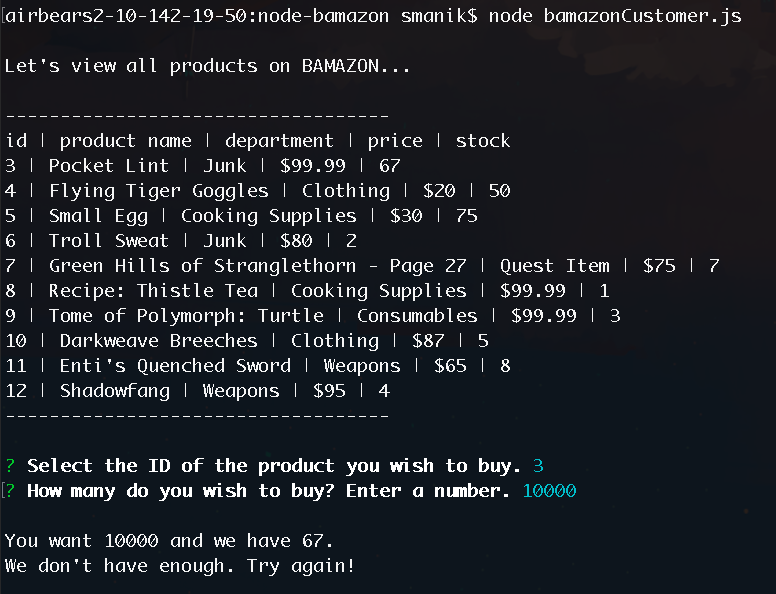 [airbears2-10-142-19-50:node-bamazon smanik$ node bamazonCustomer.js
Let's view all products on BAMAZON...
-----------------------------------
id | product name | department | price | stock
3 | Pocket Lint | Junk | $99.99 | 67
4 | Flying Tiger Goggles | Clothing | $20 | 50
5 | Small Egg | Cooking Supplies | $30 | 75
6 | Troll Sweat | Junk | $80 | 2
7 | Green Hills of Stranglethorn - Page 27 | Quest Item | $75 | 7
8 | Recipe: Thistle Tea | Cooking Supplies | $99.99 | 1
9 | Tome of Polymorph: Turtle | Consumables | $99.99 | 3
10 | Darkweave Breeches | Clothing | $87 | 5
11 | Enti's Quenched Sword | Weapons | $65 | 8
12 | Shadowfang | Weapons | $95 | 4
-----------------------------------
? Select the ID of the product you wish to buy. 3
[? How many do you wish to buy? Enter a number. 10000
You want 10000 and we have 67.
We don't have enough. Try again!